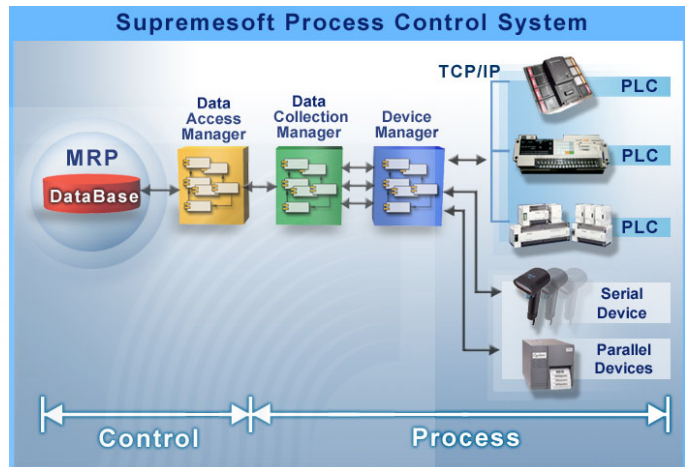 Supremesoft Process Control System
TCP/IP
PLC
Data
Access
Manager
Data
Collection
Manager
Device
Manager
MRP
DataBase
PLC
PLC
Serial
Device
Parallel
Devices
Control
Process